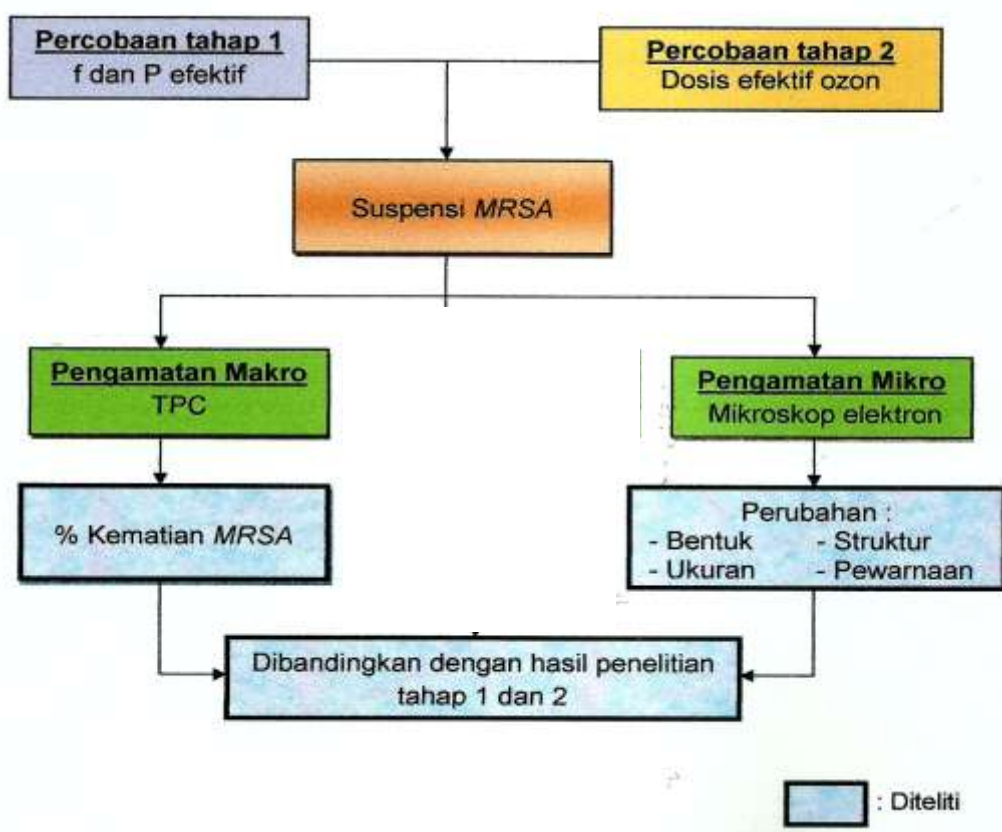 Percobaan tahap 1
f dan P efektif
Percobaan tahap 2
Dosis efektif ozon
Suspensi MRSA
Pengamatan Makro
TPC
Pengamatan Mikro
Mikroskop elektron
% Kematian MRSA
Perubahan :
- Bentuk - Struktur
- Ukuran - Pewarnaan
Dibandingkan dengan hasil penelitian
tahap 1 dan 2
: Diteliti